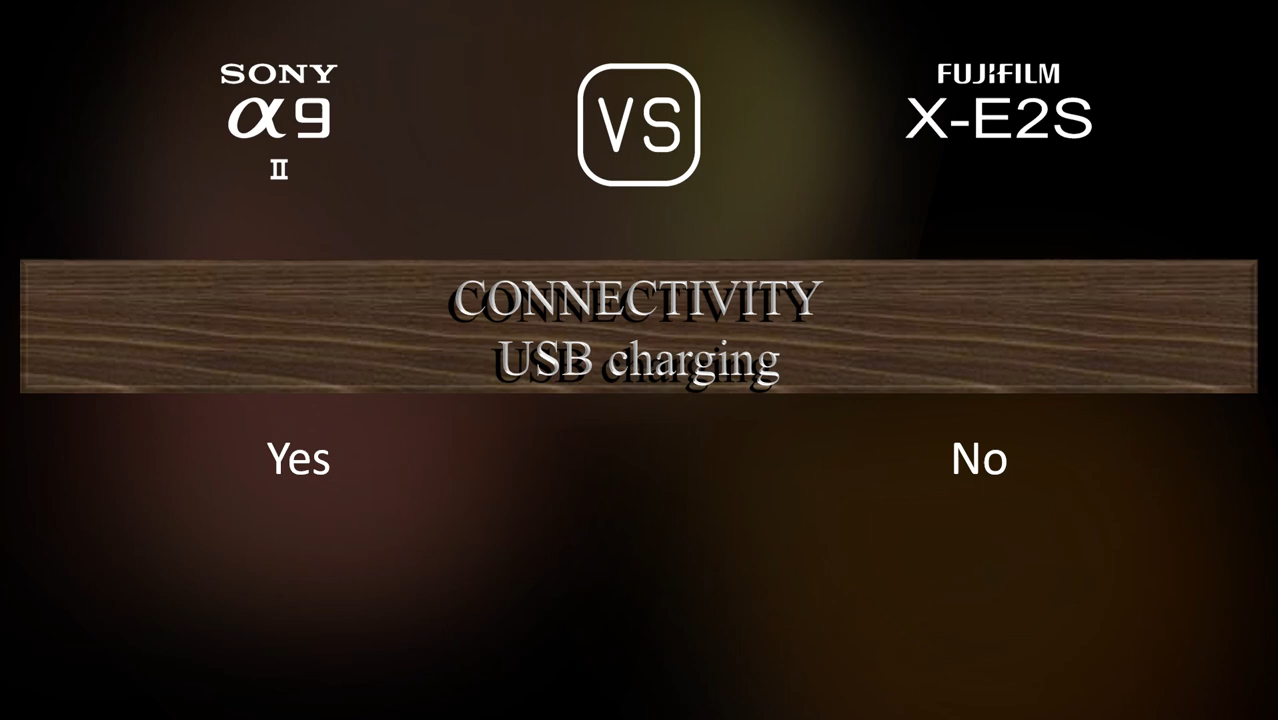 SONY
α9
II
VS
FUJIFILM
X-E2S
CONNECTIVITY
USB charging
Yes
No